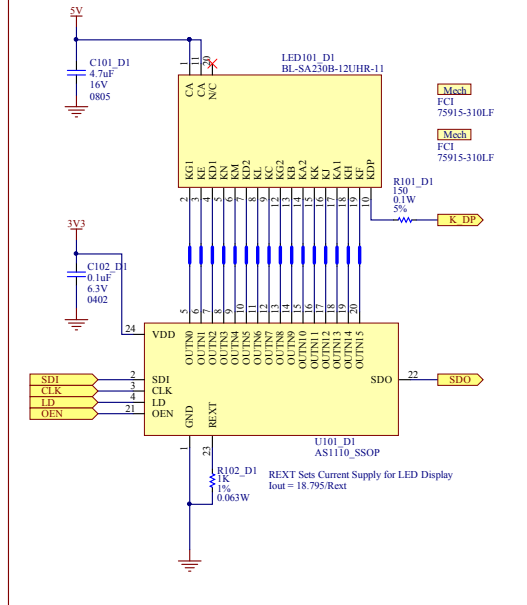 5V
C101_D1
4.7uF
16V
0805
1 11 20
CA CA N/C
LED101_D1
BL-SA230B-12UHR-11
KG1 KE KD1 KN KM KD2 KL KC KG2 KB KA2 KK KJ KA1 KH KF KDP
2 3 4 5 6 7 8 9 12 13 14 15 16 17 18 19 10
Mech
FCI
75915-310LF
Mech
FCI
75915-310LF
R101_D1
150
0.1W
5%
K_DP
3V3
C102_D1
0.1uF
6.3V
0402
5 6 7 8 9 10 11 12 13 14 15 16 17 18 19 20
OUTN0 OUTN1 OUTN2 OUTN3 OUTN4 OUTN5 OUTN6 OUTN7 OUTN8 OUTN9 OUTN10 OUTN11 OUTN12 OUTN13 OUTN14 OUTN15
24 VDD
SDI 2 SDI
CLK 3 CLK
LD 4 LD
OEN 21 OEN
SDO 22 SDO
GND REXT
1 23
U101_D1
AS1110_SSOP
R102_D1
1K
1%
0.063W
REXT Sets Current Supply for LED Display
Iout = 18.795/Rext